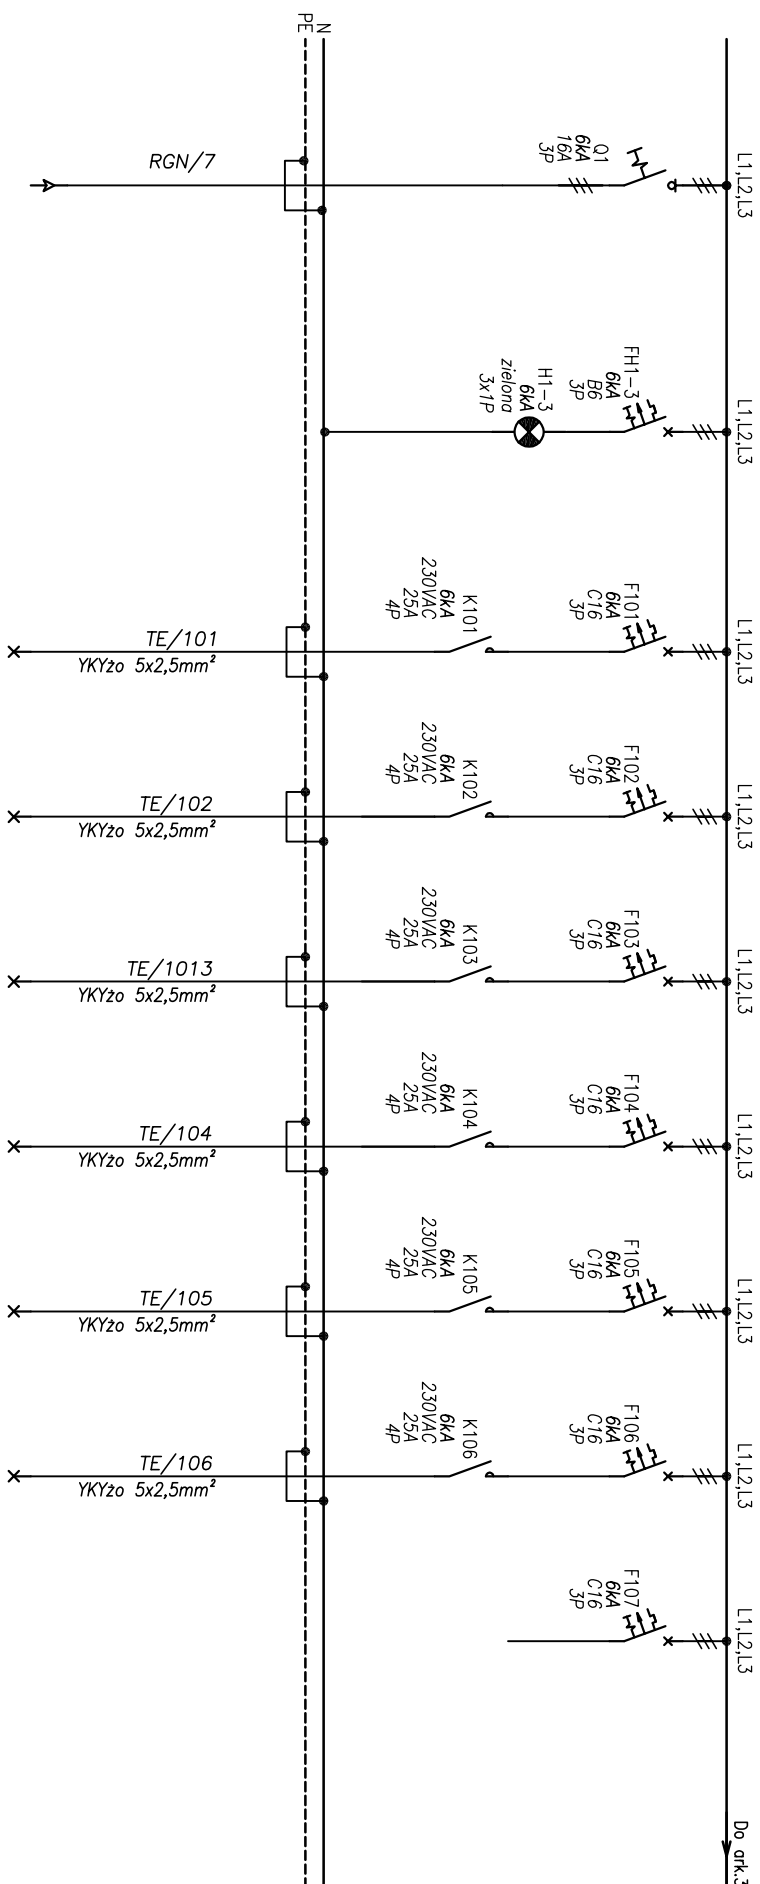 PE
N
L1,L2,L3
Q1
6kA
16A
3P
RGN/7
L1,L2,L3
FH1-3
6kA
B6
3P
H1-3
6kA
zielona
3x1P
L1,L2,L3
F101
6kA
C16
3P
K101
6kA
230VAC
25A
4P
TE/101
YKYżo 5x2,5mm²
L1,L2,L3
F102
6kA
C16
3P
K102
6kA
230VAC
25A
4P
TE/102
YKYżo 5x2,5mm²
L1,L2,L3
F103
6kA
C16
3P
K103
6kA
230VAC
25A
4P
TE/1013
YKYżo 5x2,5mm²
L1,L2,L3
F104
6kA
C16
3P
K104
6kA
230VAC
25A
4P
TE/104
YKYżo 5x2,5mm²
L1,L2,L3
F105
6kA
C16
3P
K105
6kA
230VAC
25A
4P
TE/105
YKYżo 5x2,5mm²
L1,L2,L3
F106
6kA
C16
3P
K106
6kA
230VAC
25A
4P
TE/106
YKYżo 5x2,5mm²
L1,L2,L3
F107
6kA
C16
3P
Do ark.3